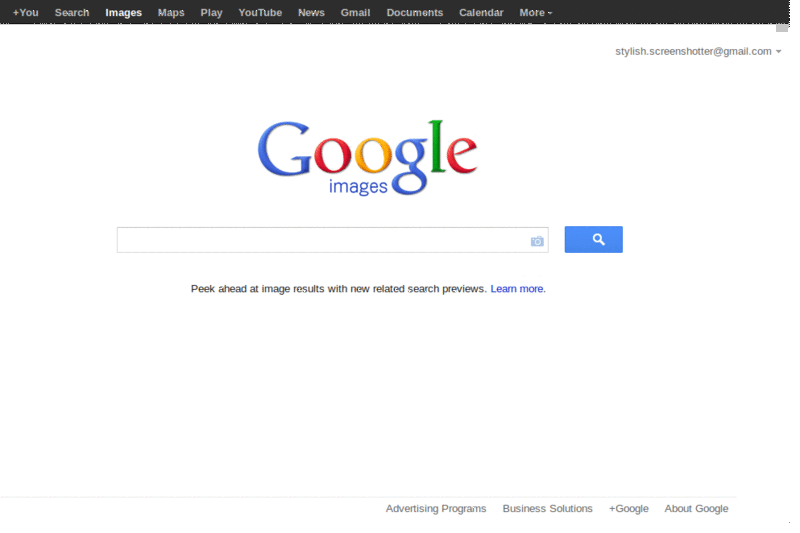 +You Search Images Maps Play YouTube News Gmail Documents Calendar More
stylish.screenshotter@gmail.com
Google
images
Peek ahead at image results with new related search previews. Learn more.
Advertising Programs Business Solutions +Google About Google